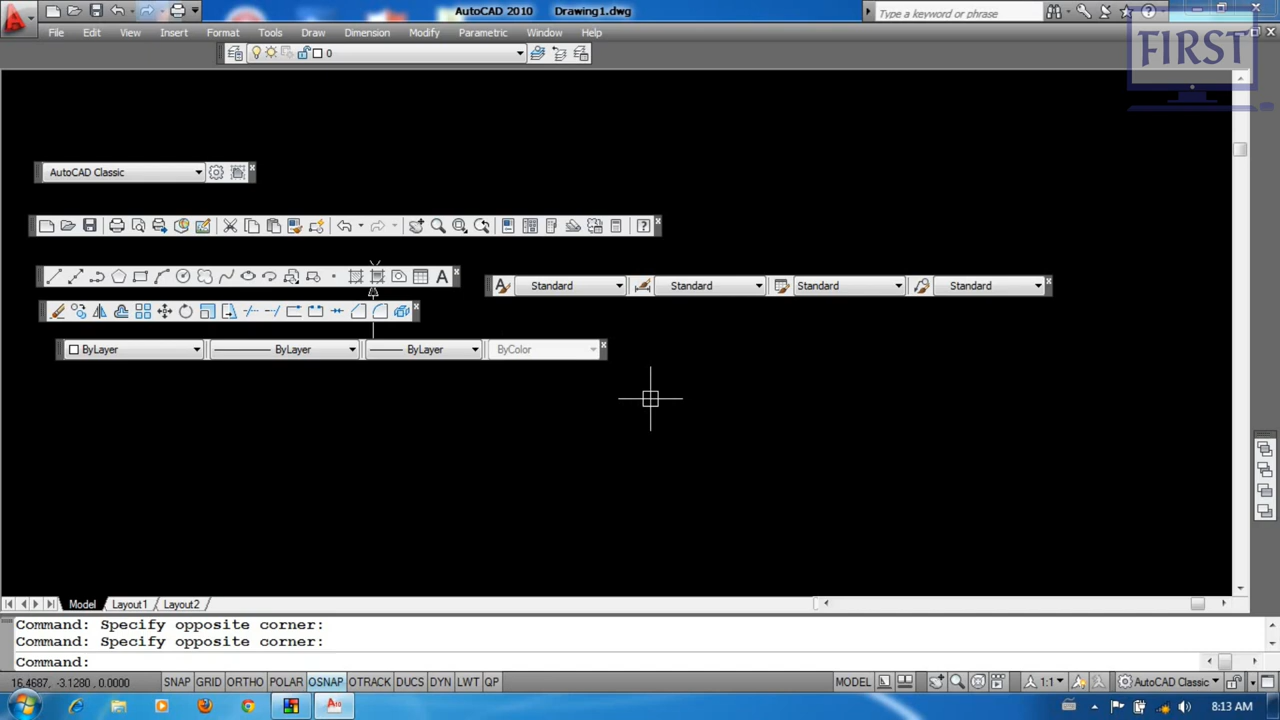 AutoCAD 2010 Drawing1.dwg
Type a keyword or phrase
FIRST
File Edit View Insert Format Tools Draw Dimension Modify Parametric Window Help
0
AutoCAD Classic
Standard Standard Standard Standard
ByLayer ByLayer ByLayer ByColor
Model Layout1 Layout2
Command: Specify opposite corner:
Command: Specify opposite corner:
Command:
16.4687, -3.1280, 0.0000 SNAP GRID ORTHO POLAR OSNAP OTRACK DUCS DYN LWT QP MODEL 1:1 AutoCAD Classic
8:13 AM